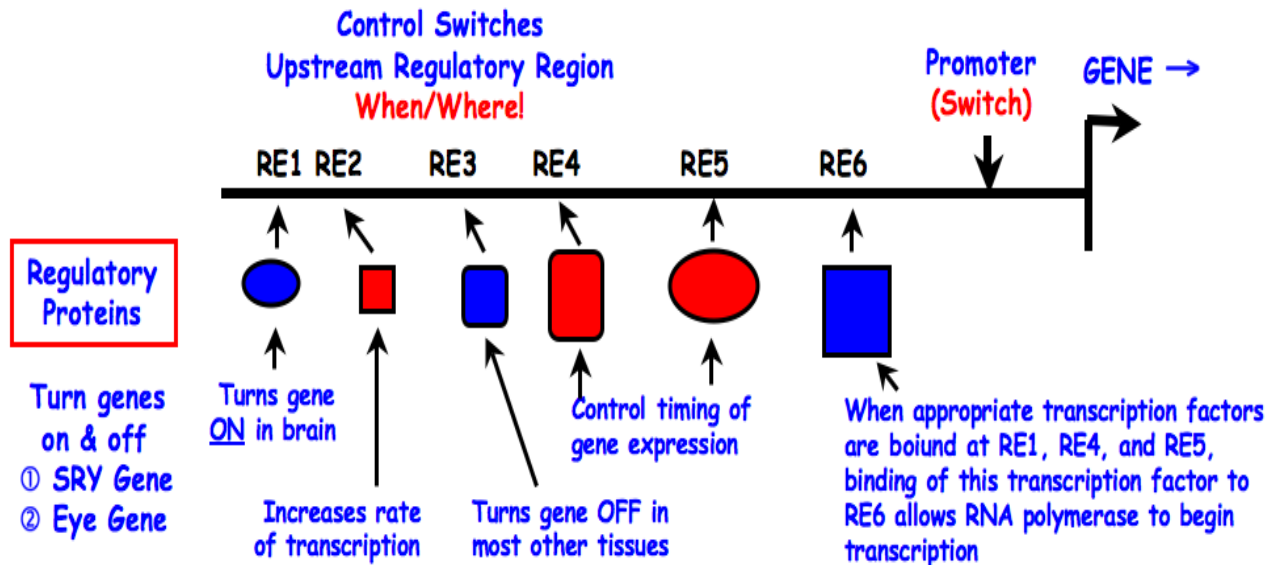 Control Switches
Upstream Regulatory Region
When/Where!
Promoter
(Switch)
GENE →
RE1 RE2 RE3 RE4 RE5 RE6
Regulatory
Proteins
Turn genes
on & off
① SRY Gene
② Eye Gene
Turns gene
ON in brain
Increases rate
of transcription
Turns gene OFF in
most other tissues
Control timing of
gene expression
When appropriate transcription factors
are boiund at RE1, RE4, and RE5,
binding of this transcription factor to
RE6 allows RNA polymerase to begin
transcription